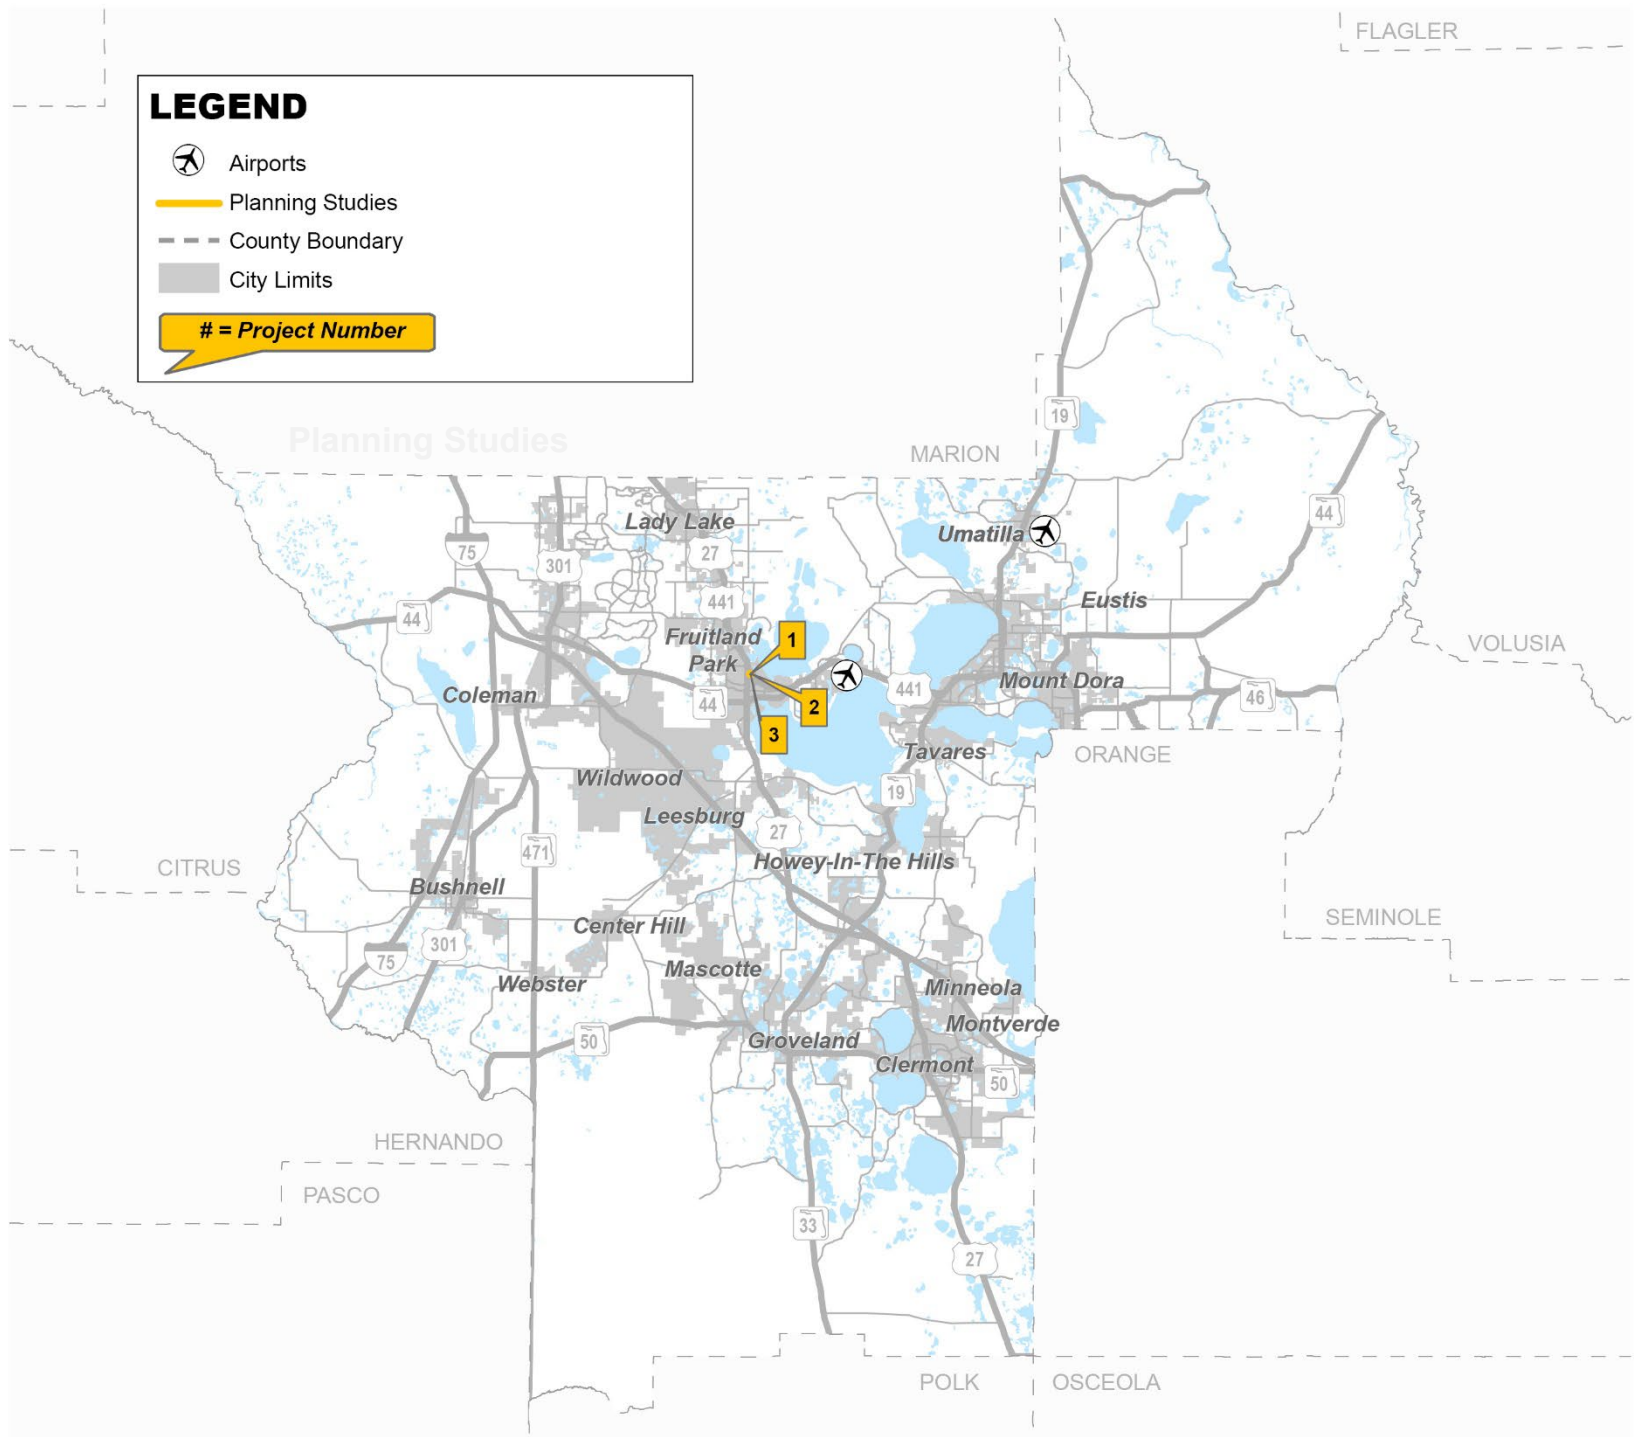 FLAGLER
LEGEND
Airports
Planning Studies
County Boundary
City Limits
# = Project Number
19
Planning Studies
MARION
44
Lady Lake
Umatilla
75
27
301
441
Eustis
44
Fruitland
Park
1
VOLUSIA
Mount Dora
441
Coleman
44
46
2
3
Tavares
ORANGE
Wildwood
19
Leesburg
27
471
Howey-In-The Hills
CITRUS
Bushnell
SEMINOLE
Center Hill
301
75
Mascotte
Webster
Minneola
Montverde
50
Groveland
Clermont
50
HERNANDO
PASCO
33
27
POLK
OSCEOLA